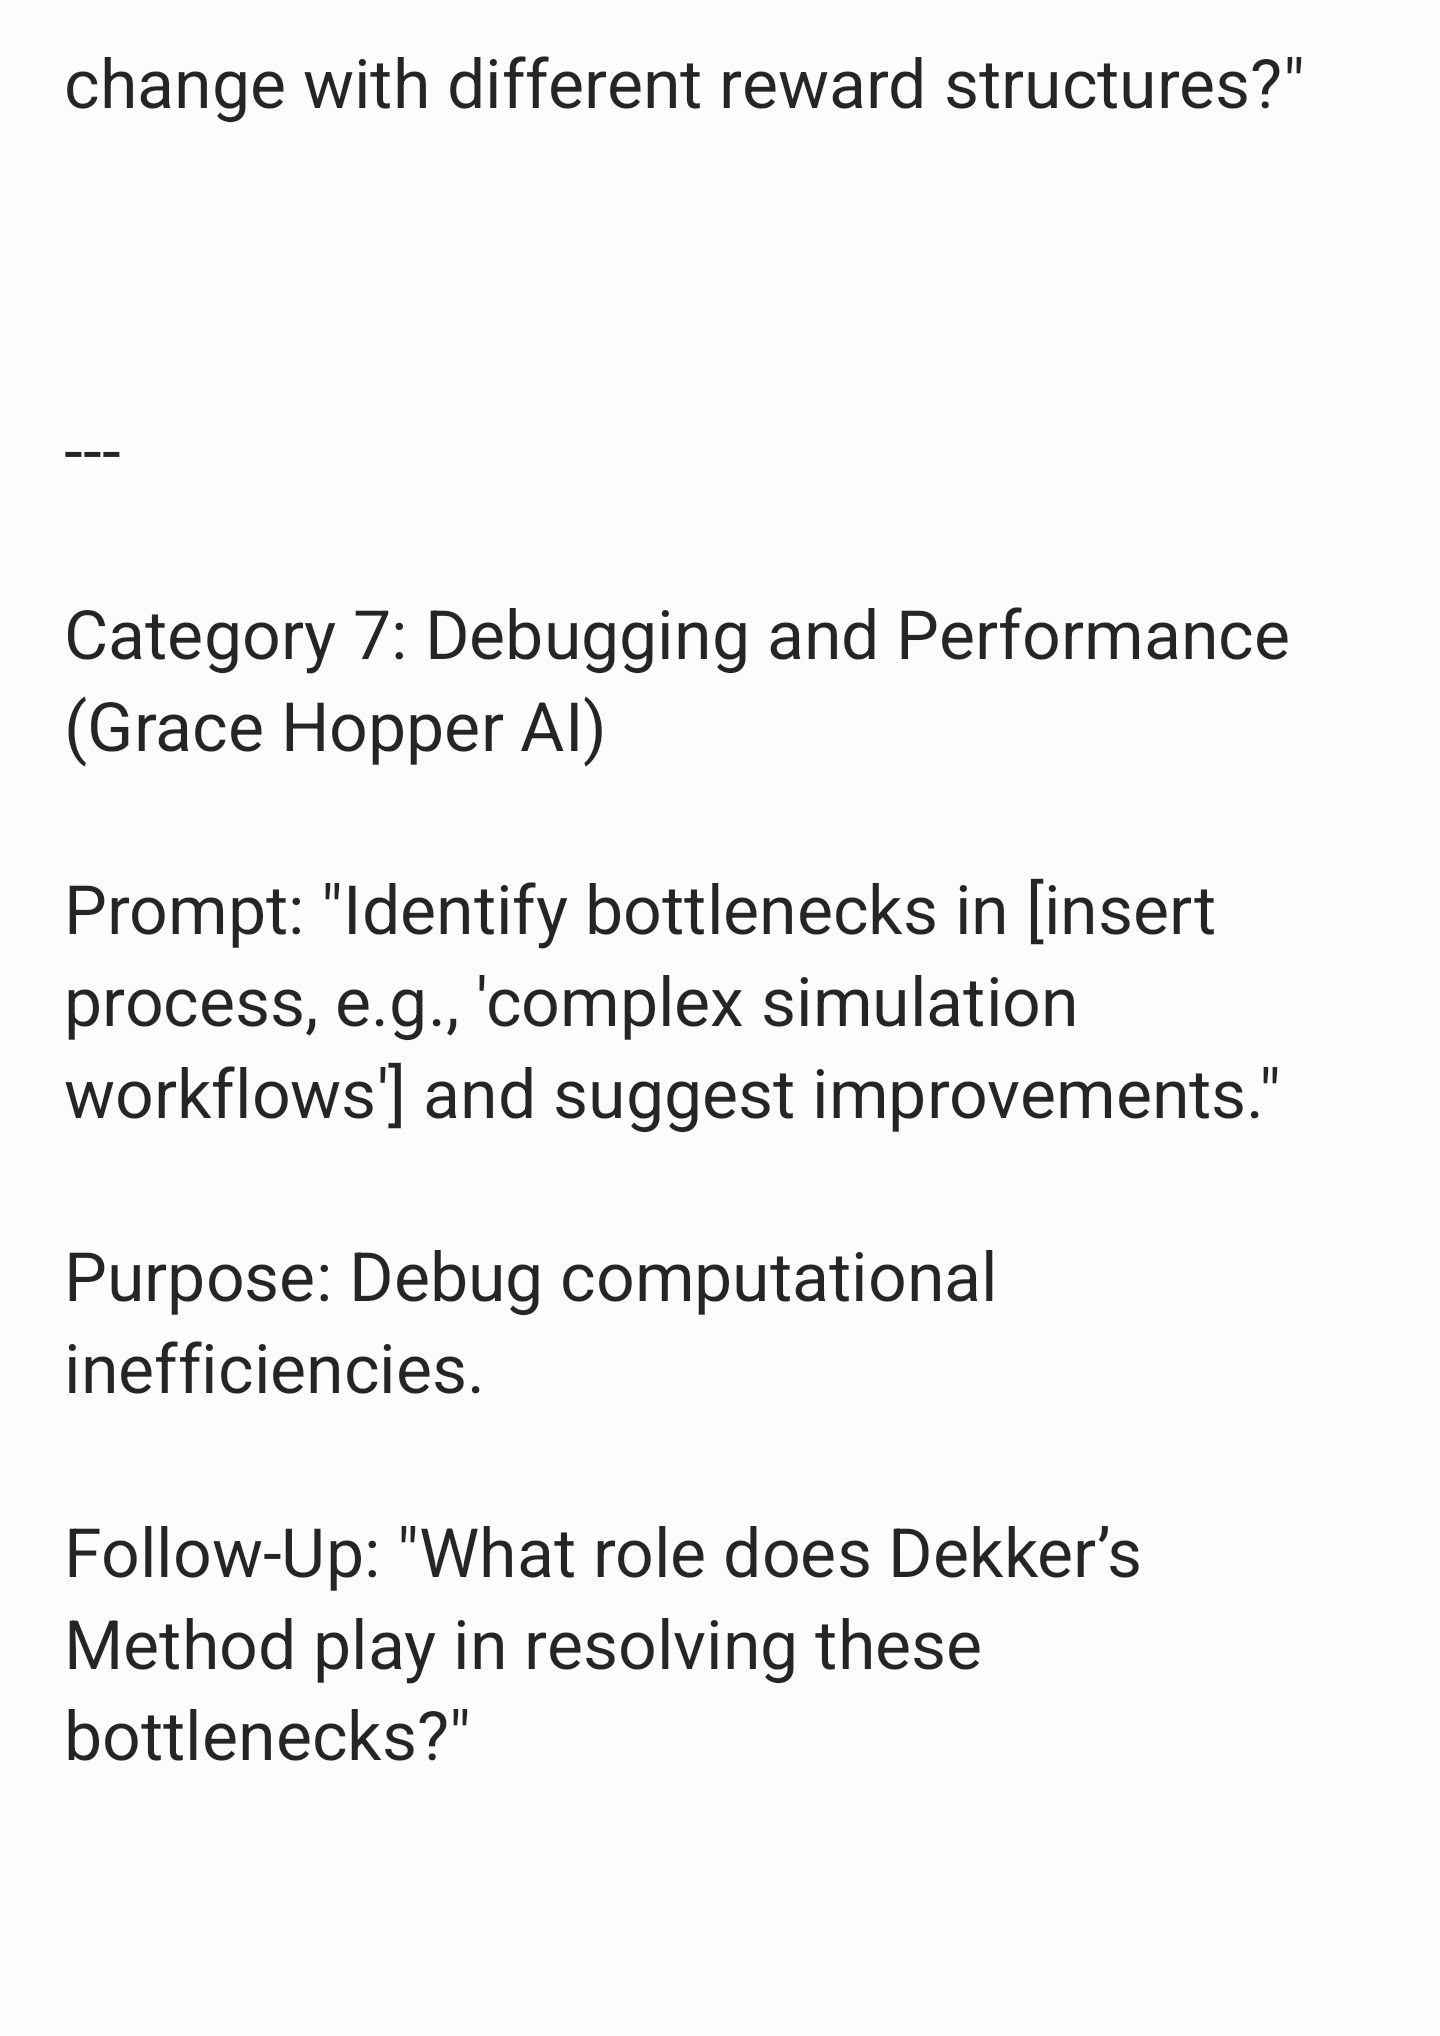 change with different reward structures?"
---
Category 7: Debugging and Performance
(Grace Hopper AI)
Prompt: "Identify bottlenecks in [insert
process, e.g., 'complex simulation
workflows'] and suggest improvements."
Purpose: Debug computational
inefficiencies.
Follow-Up: "What role does Dekker’s
Method play in resolving these
bottlenecks?"